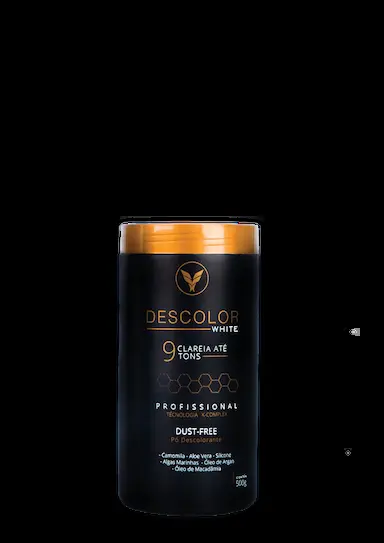 DESCOLOR
WHITE
9 CLAREIA ATÉ
TONS
PROFISSIONAL
TECNOLOGIA K-COMPLEX
DUST-FREE
Pó Descolorante
- Camomila - Aloe Vera - Silicone
- Algas Marinhas - Óleo de Argan
- Óleo de Macadâmia
500g